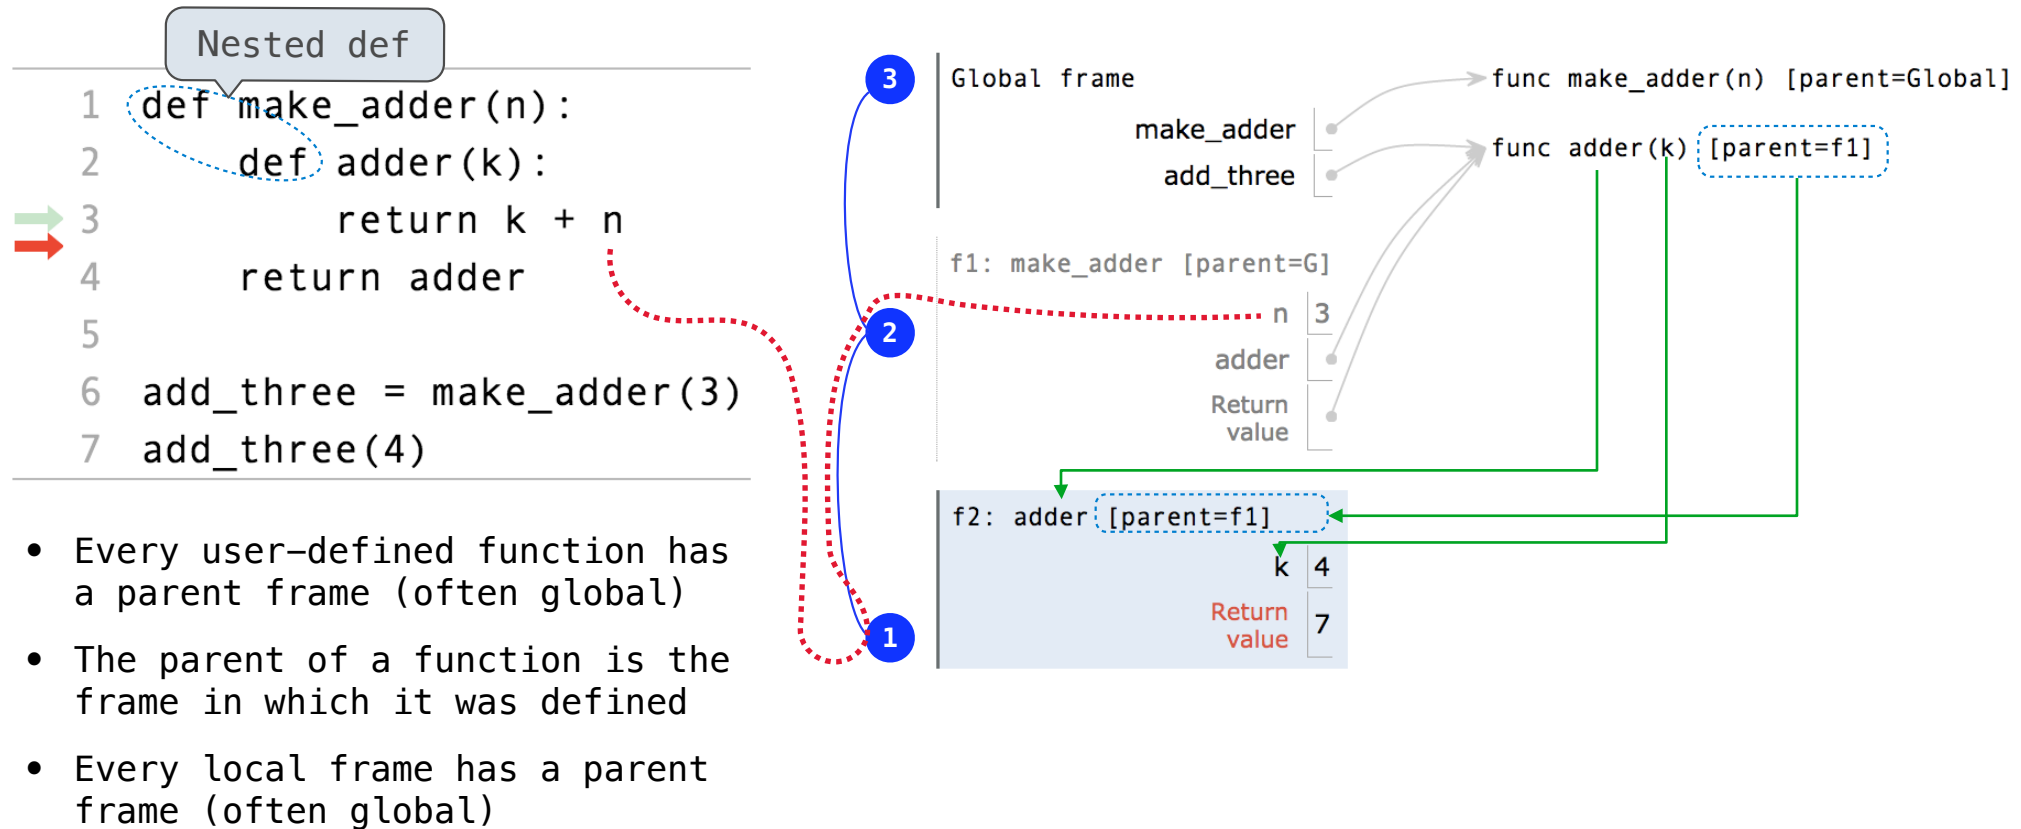 Nested def
1 def make_adder(n):
2     def adder(k):
3         return k + n
4     return adder
5
6 add_three = make_adder(3)
7 add_three(4)
• Every user-defined function has
a parent frame (often global)
• The parent of a function is the
frame in which it was defined
• Every local frame has a parent
frame (often global)
3
Global frame
make_adder
add_three
func make_adder(n) [parent=Global]
func adder(k) [parent=f1]
f1: make_adder [parent=G]
2
n 3
adder
Return
value
f2: adder [parent=f1]
k 4
1
Return
value 7